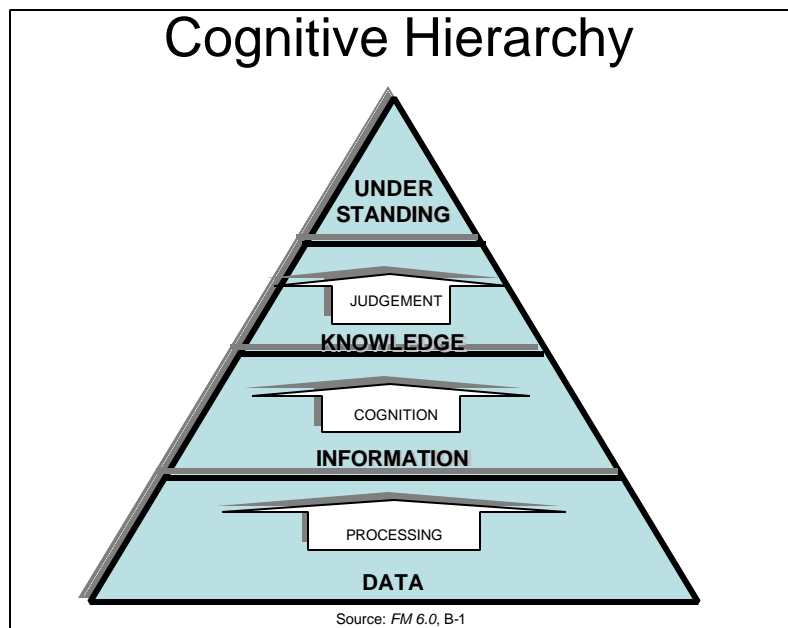 Cognitive Hierarchy
UNDER
STANDING
JUDGEMENT
KNOWLEDGE
COGNITION
INFORMATION
PROCESSING
DATA
Source: FM 6.0, B-1